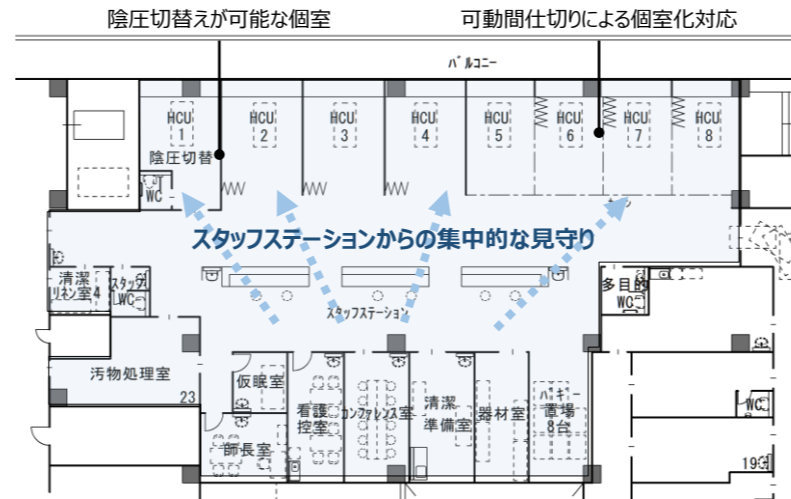 陰圧切替えが可能な個室
可動間仕切りによる個室化対応
バルコニー
HCU
1
HCU
2
HCU
3
HCU
4
HCU
5
HCU
6
HCU
7
HCU
8
陰圧切替
WC
スタッフステーションからの集中的な見守り
清潔
リネン室4
スタッフ
WC
多目的
WC
スタッフステーション
汚物処理室
23
仮眠室
看護
控室
カンファレンス室
清潔
準備室
器材室
バギー
置場
8台
師長室
WC
19